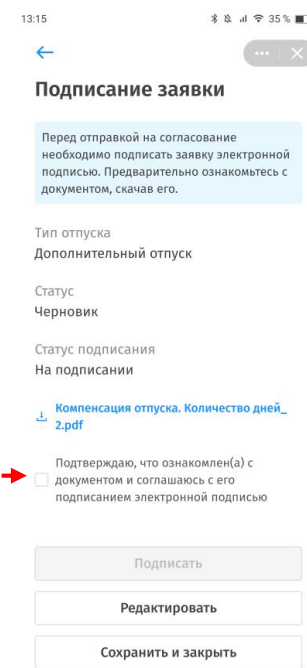 13:15
35 %
Подписание заявки
Перед отправкой на согласование
необходимо подписать заявку электронной
подписью. Предварительно ознакомьтесь с
документом, скачав его.
Тип отпуска
Дополнительный отпуск
Статус
Черновик
Статус подписания
На подписании
Компенсация отпуска. Количество дней_
2.pdf
Подтверждаю, что ознакомлен(а) с
документом и соглашаюсь с его
подписанием электронной подписью
Подписать
Редактировать
Сохранить и закрыть